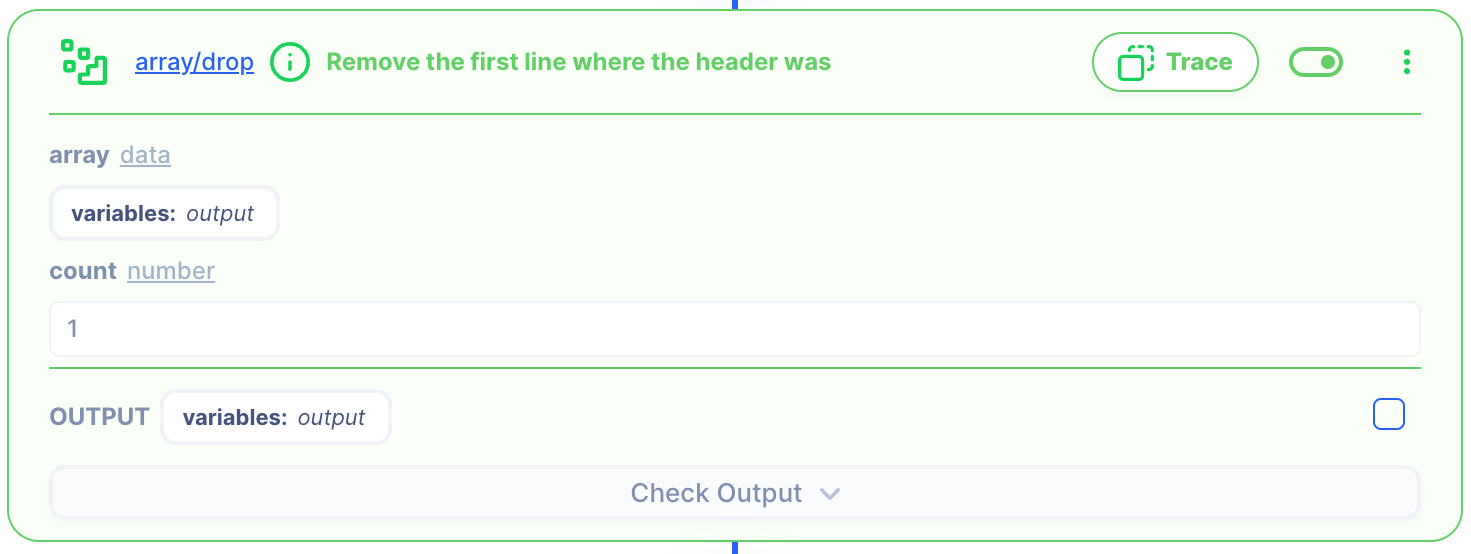 array/drop Remove the first line where the header was Trace
array data
variables: output
count number
1
OUTPUT variables: output
Check Output